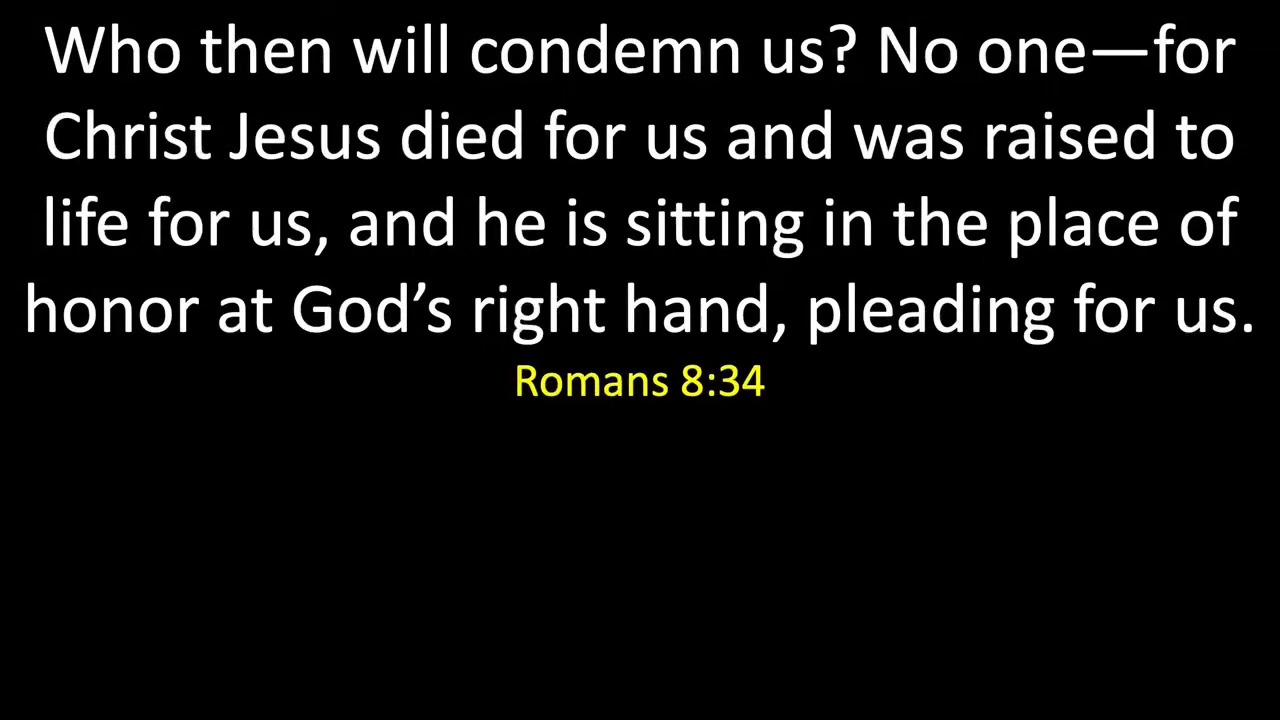 Who then will condemn us? No one—for
Christ Jesus died for us and was raised to
life for us, and he is sitting in the place of
honor at God’s right hand, pleading for us.
Romans 8:34